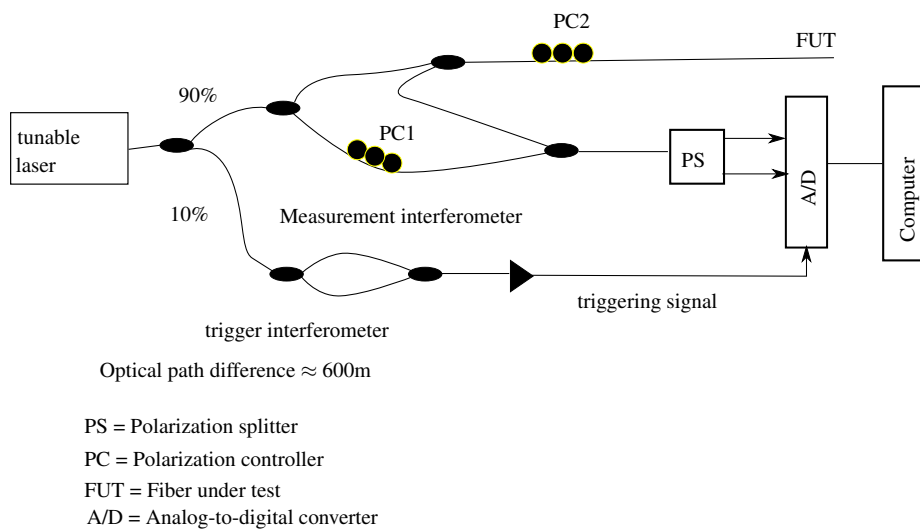 PC2
FUT
90%
tunable
laser
PC1
PS
A/D
Computer
10%
Measurement interferometer
triggering signal
trigger interferometer
Optical path difference ≈ 600m
PS = Polarization splitter
PC = Polarization controller
FUT = Fiber under test
A/D = Analog-to-digital converter